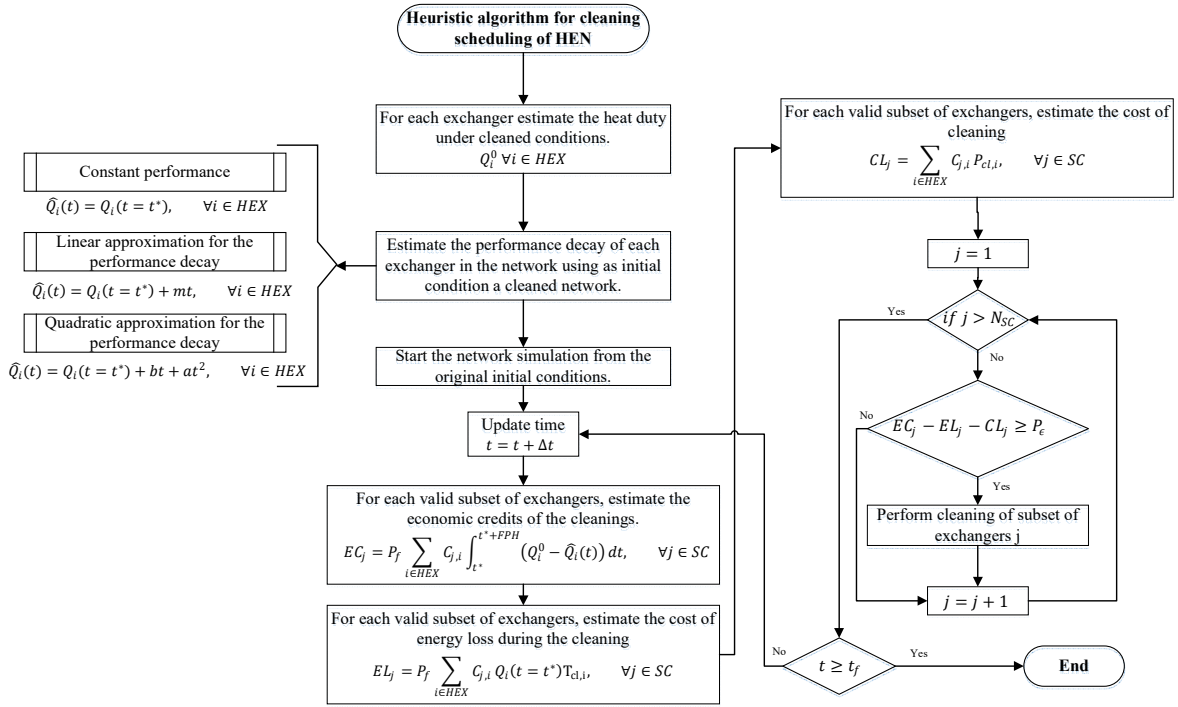 Heuristic algorithm for cleaning
scheduling of HEN
For each exchanger estimate the heat duty
under cleaned conditions.
Q_i^0 ∀i ∈ HEX
Estimate the performance decay of each
exchanger in the network using as initial
condition a cleaned network.
Constant performance
Q̂_i(t) = Q_i(t = t*), ∀i ∈ HEX
Linear approximation for the
performance decay
Q̂_i(t) = Q_i(t = t*) + mt, ∀i ∈ HEX
Quadratic approximation for the
performance decay
Q̂_i(t) = Q_i(t = t*) + bt + at², ∀i ∈ HEX
Start the network simulation from the
original initial conditions.
Update time
t = t + Δt
For each valid subset of exchangers, estimate the
economic credits of the cleanings.
EC_j = P_f ∑_{i∈HEX} C_{j,i} ∫_{t*}^{t*+FPH} (Q_i^0 − Q̂_i(t)) dt, ∀j ∈ SC
For each valid subset of exchangers, estimate the cost of
energy loss during the cleaning
EL_j = P_f ∑_{i∈HEX} C_{j,i} Q_i(t = t*)T_{cl,i}, ∀j ∈ SC
For each valid subset of exchangers, estimate the cost of
cleaning
CL_j = ∑_{i∈HEX} C_{j,i} P_{cl,i}, ∀j ∈ SC
j = 1
if j > N_{SC}
Yes
No
EC_j − EL_j − CL_j ≥ P_ϵ
No
Yes
Perform cleaning of subset of
exchangers j
j = j + 1
t ≥ t_f
No
Yes
End